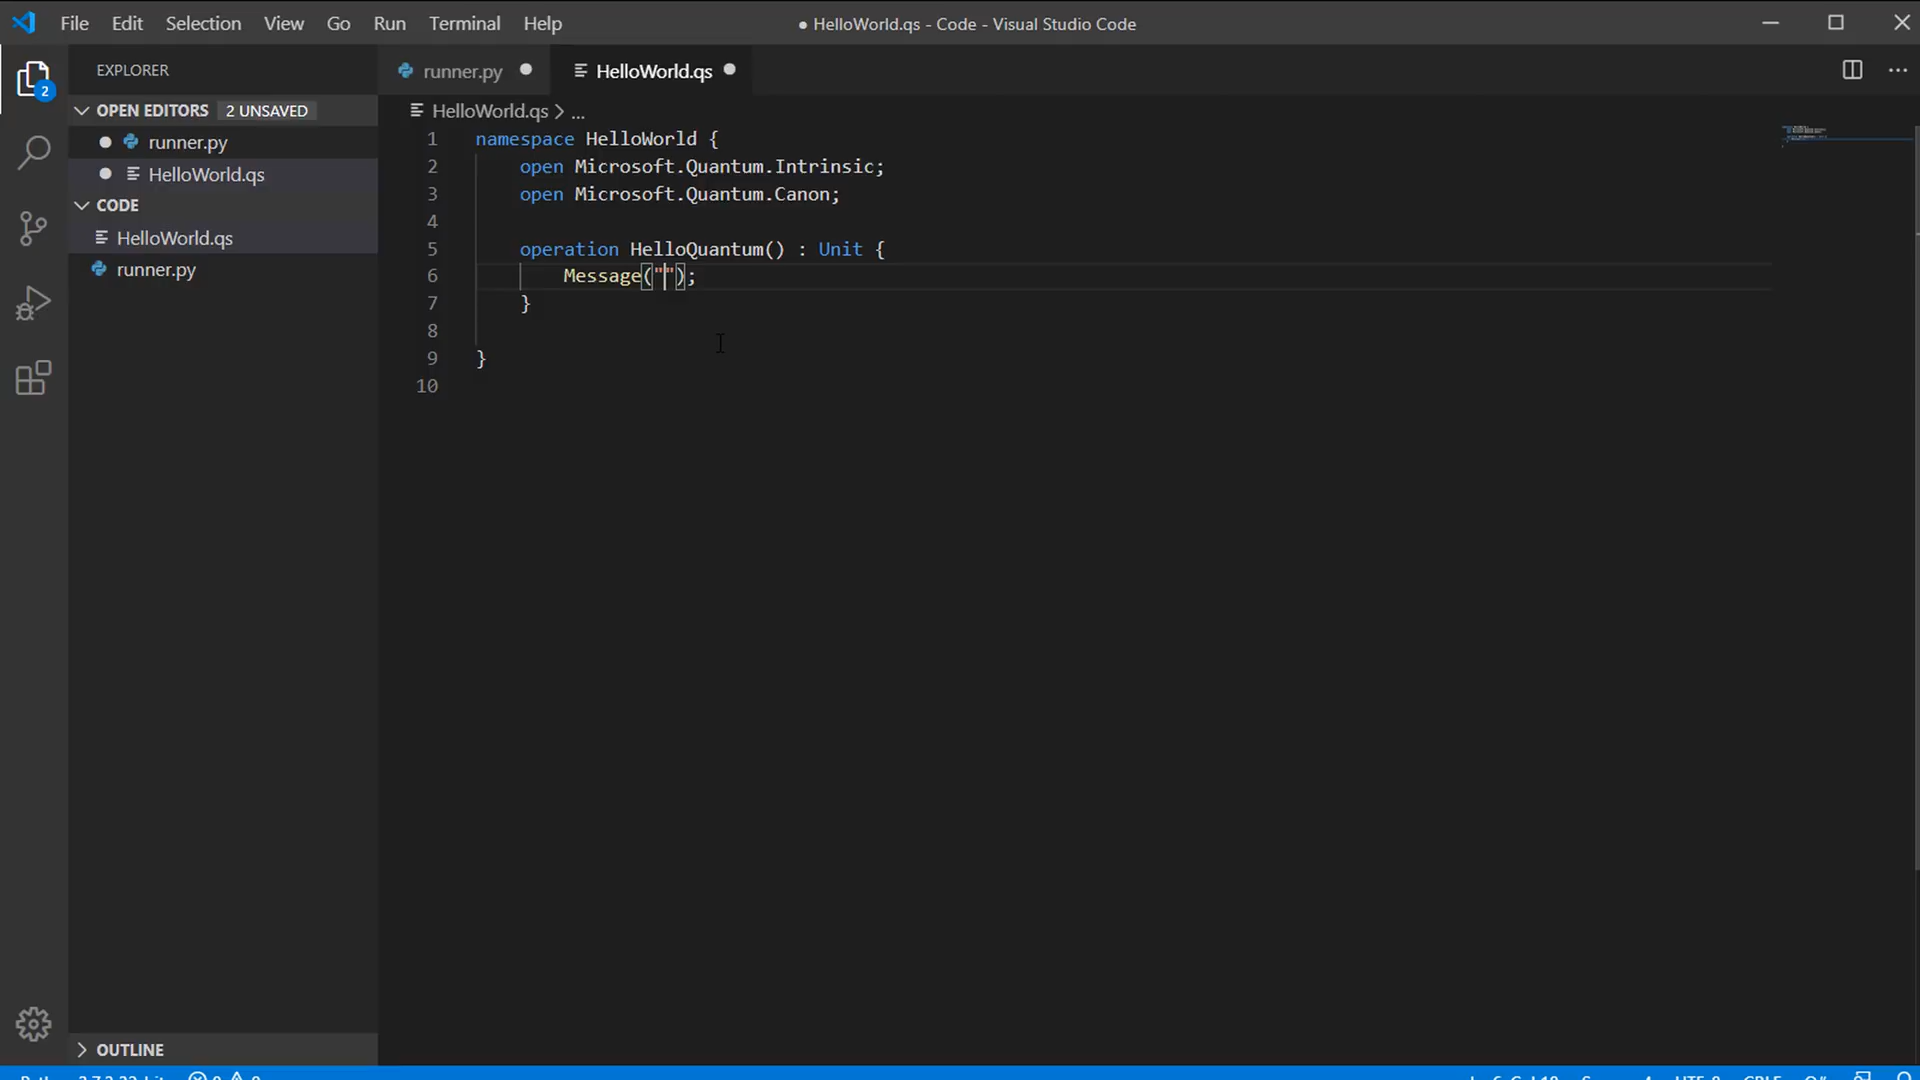 File Edit Selection View Go Run Terminal Help
● HelloWorld.qs - Code - Visual Studio Code
EXPLORER
OPEN EDITORS 2 UNSAVED
runner.py
HelloWorld.qs
CODE
HelloWorld.qs
runner.py
OUTLINE
2
runner.py
HelloWorld.qs
HelloWorld.qs > ...
1 namespace HelloWorld {
2 open Microsoft.Quantum.Intrinsic;
3 open Microsoft.Quantum.Canon;
4
5 operation HelloQuantum() : Unit {
6 Message("");
7 }
8
9 }
10